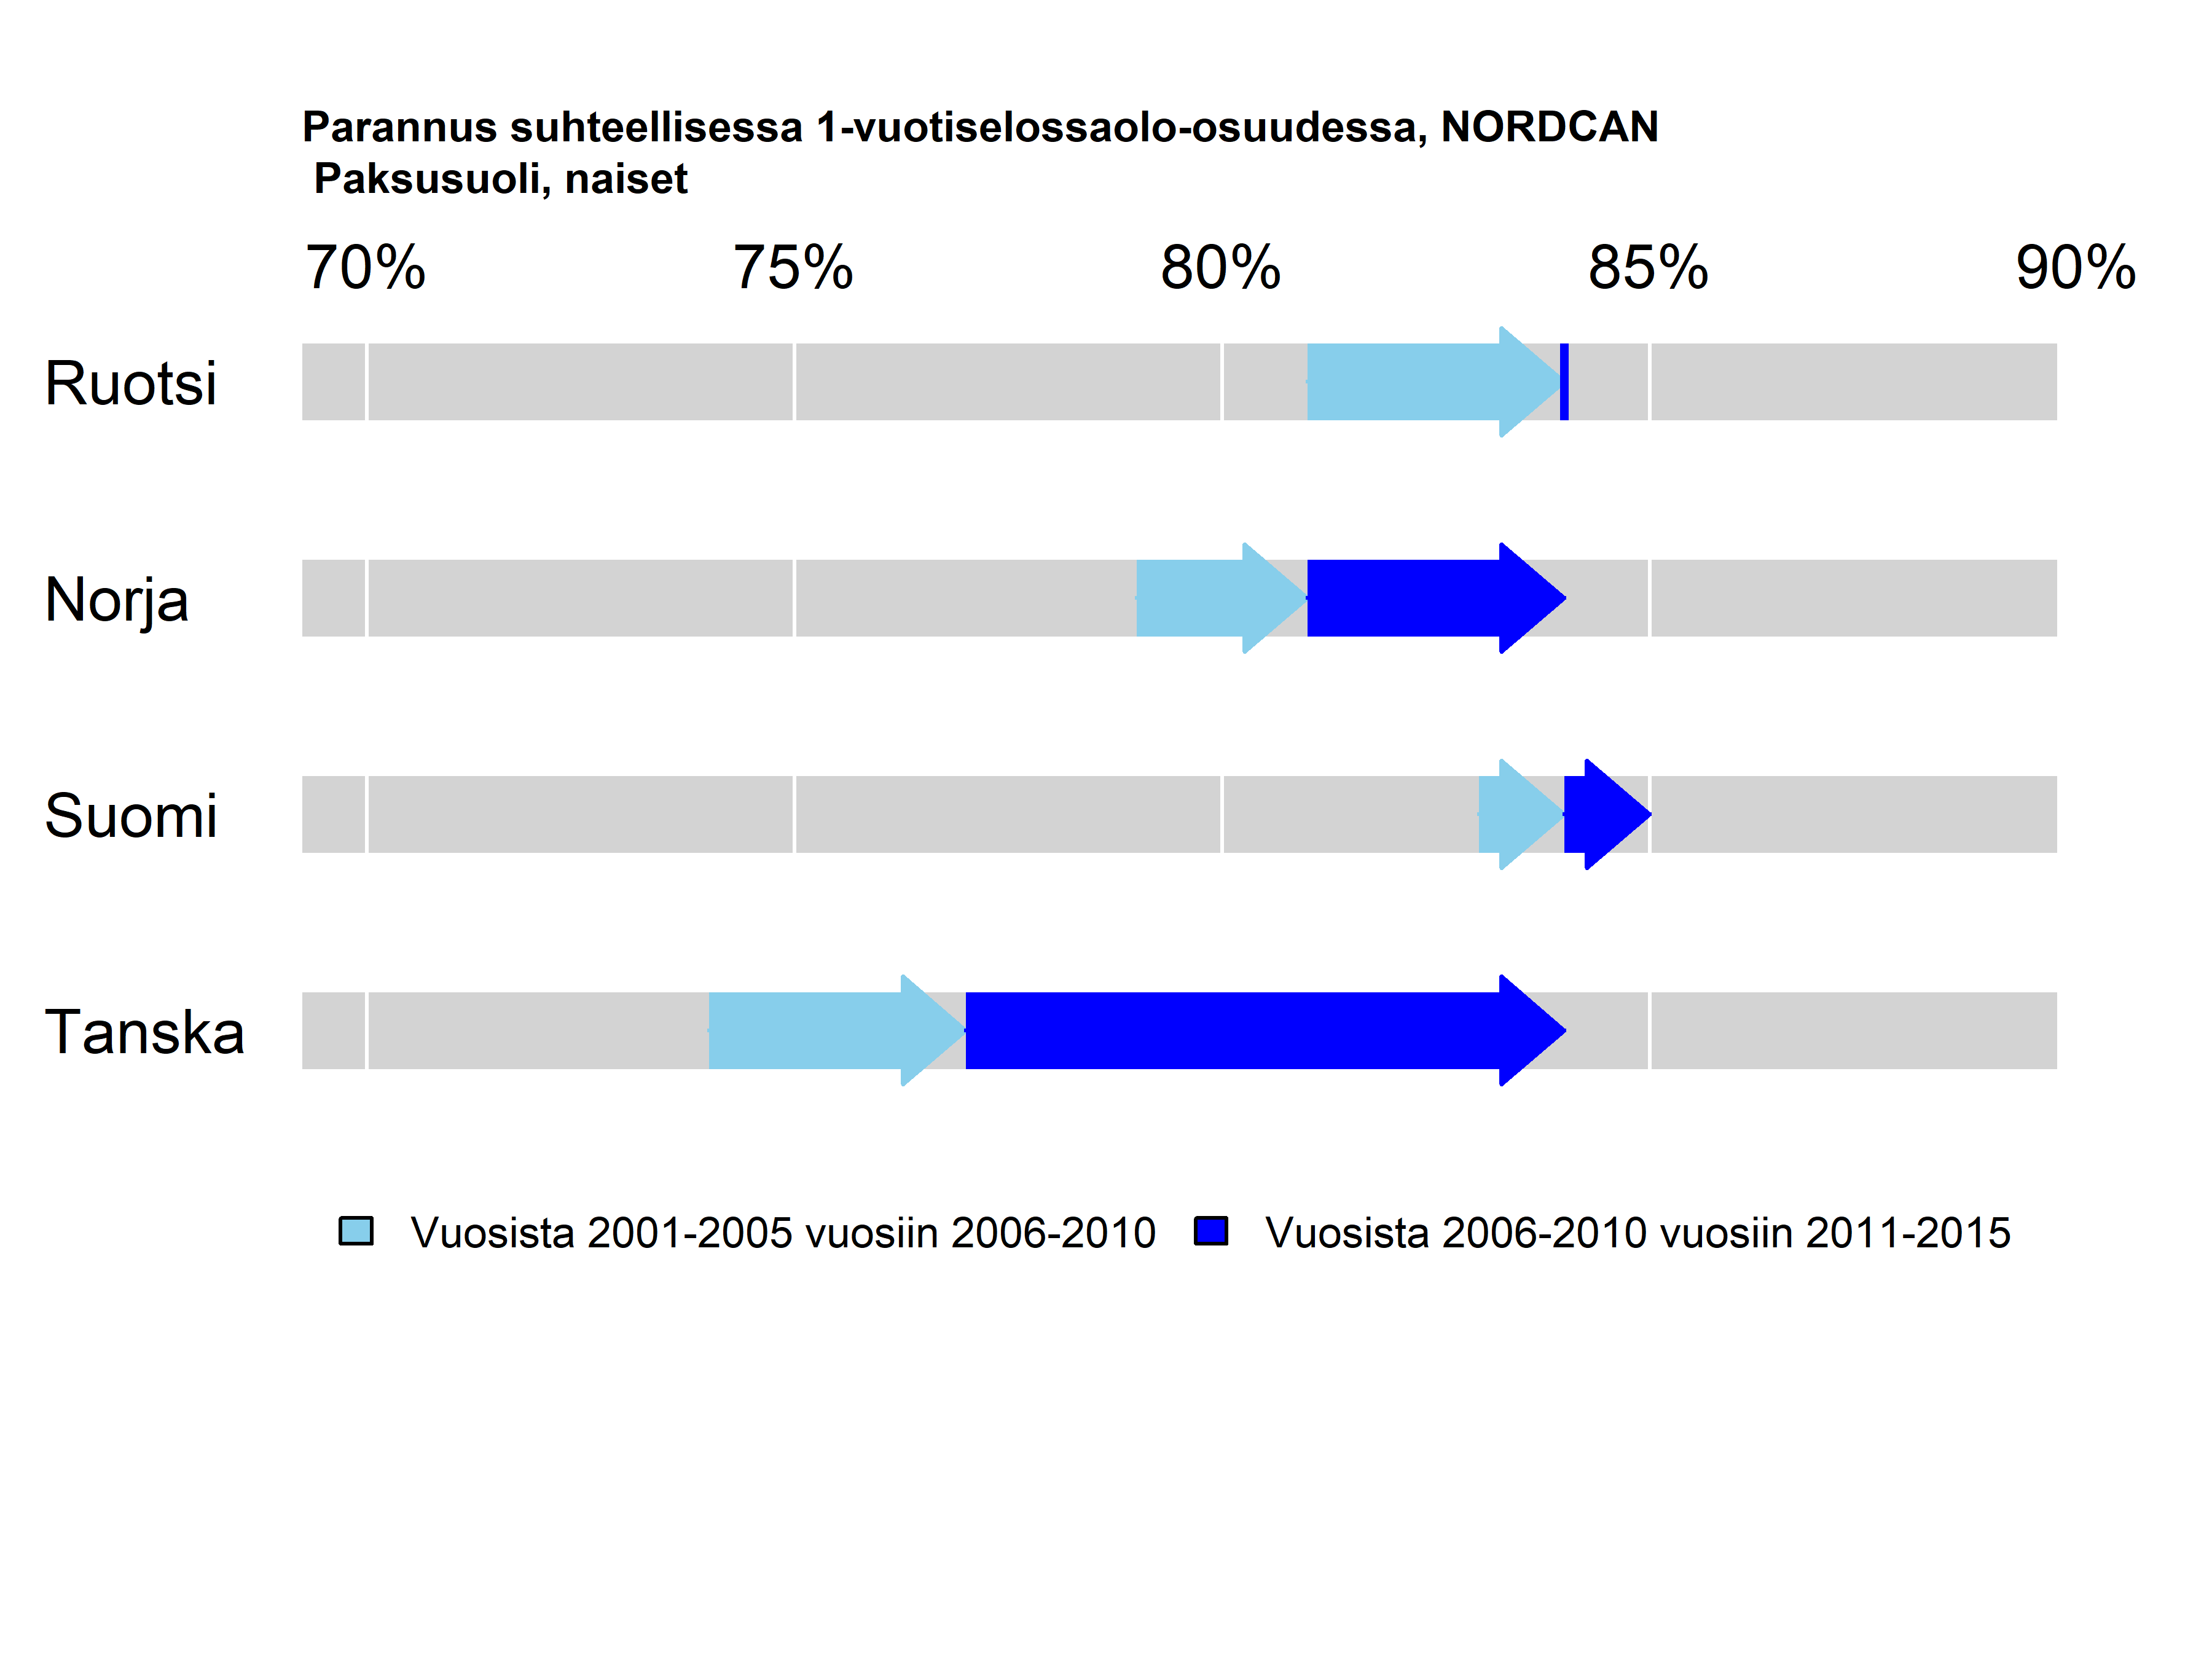 Parannus suhteellisessa 1-vuotiselossaolo-osuudessa, NORDCAN
Paksusuoli, naiset
70% 75% 80% 85% 90%
Ruotsi
Norja
Suomi
Tanska
Vuosista 2001-2005 vuosiin 2006-2010 Vuosista 2006-2010 vuosiin 2011-2015